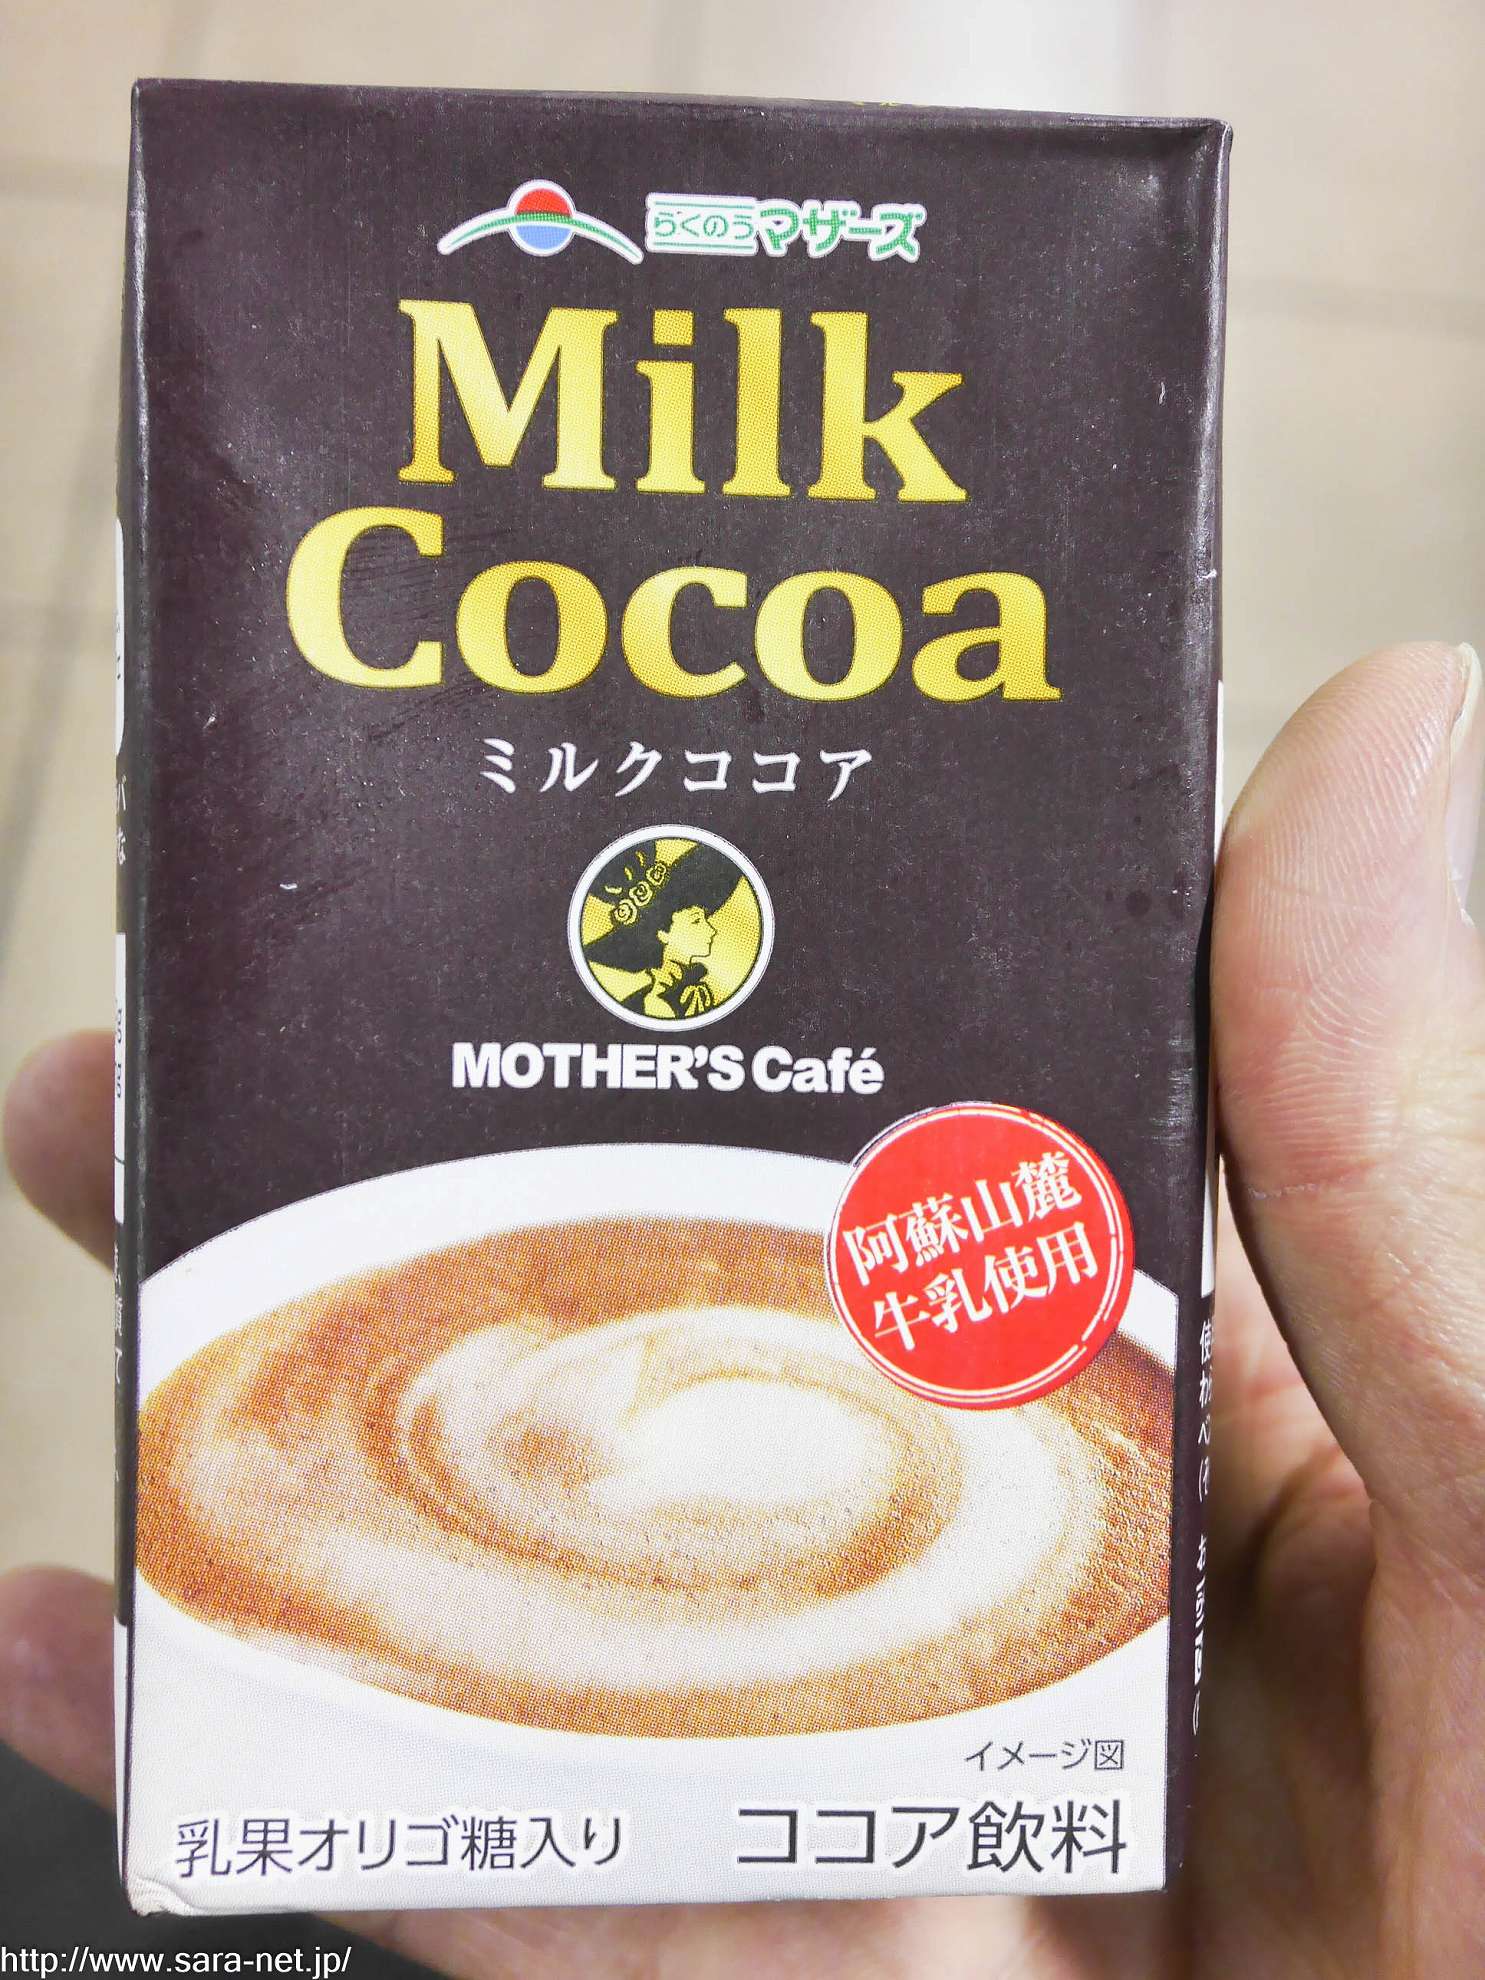 らくのうマザーズ
Milk
Cocoa
ミルクココア
MOTHER'S Café
阿蘇山麓
牛乳使用
イメージ図
乳果オリゴ糖入り ココア飲料
http://www.sara-net.jp/